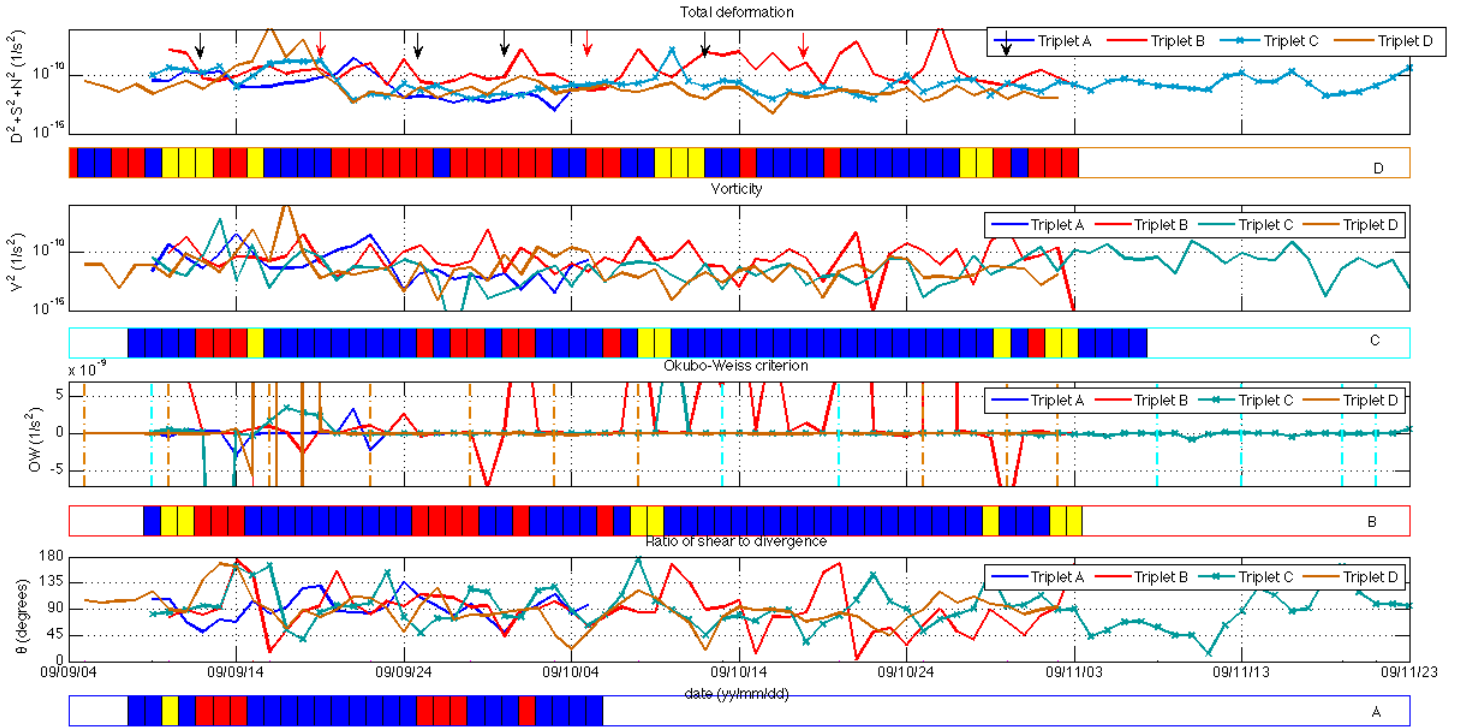 Total deformation
D² + S² + N² (1/s²)
10⁻¹⁰
10⁻¹⁵
Triplet A Triplet B Triplet C Triplet D
D
Vorticity
V² (1/s²)
10⁻¹⁰
10⁻¹⁵
Triplet A Triplet B Triplet C Triplet D
C
Okubo-Weiss criterion
x 10⁻⁹
OW (1/s²)
5
0
-5
Triplet A Triplet B Triplet C Triplet D
B
Ratio of shear to divergence
θ (degrees)
180
135
90
45
0
Triplet A Triplet B Triplet C Triplet D
09/09/04 09/09/14 09/09/24 09/10/04 09/10/14 09/10/24 09/11/03 09/11/13 09/11/23
date (yy/mm/dd)
A